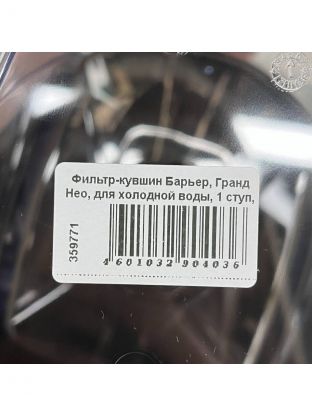 Фильтр-кувшин Барьер, Гранд
Нео, для холодной воды, 1 ступ,
359771
4 601032 904036